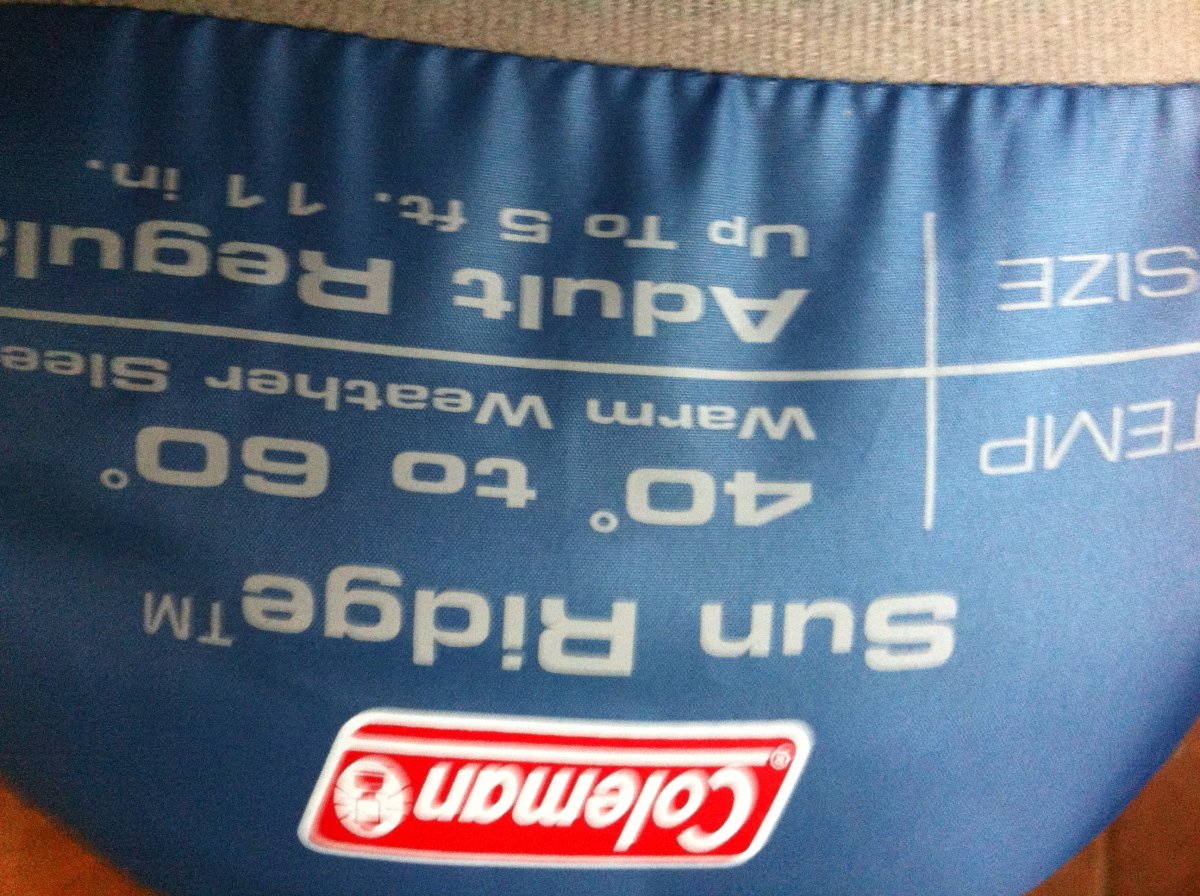 Coleman®
Sun Ridge™
TEMP 40° to 60°
Warm Weather
SIZE Adult
Up To 5 ft. 11 in.